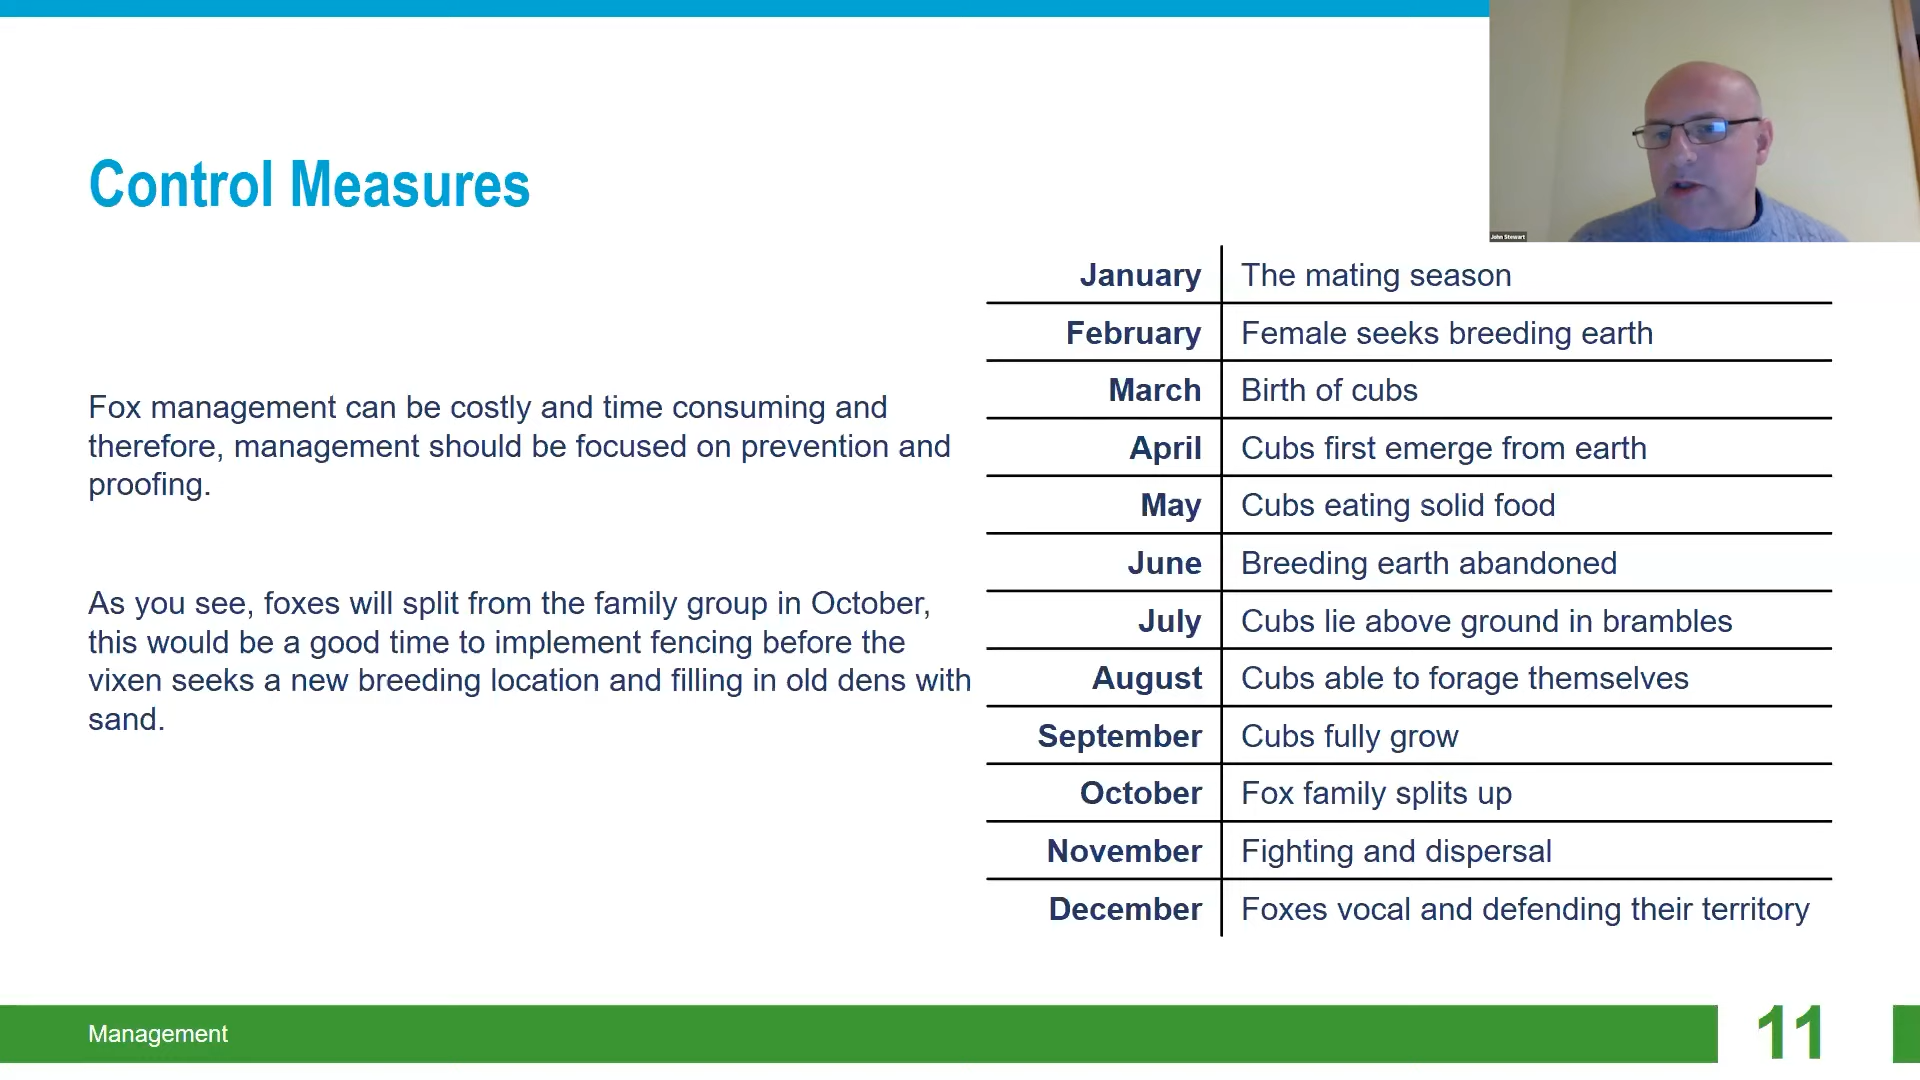 Control Measures
John Stewart
Fox management can be costly and time consuming and
therefore, management should be focused on prevention and
proofing.
As you see, foxes will split from the family group in October,
this would be a good time to implement fencing before the
vixen seeks a new breeding location and filling in old dens with
sand.
January The mating season
February Female seeks breeding earth
March Birth of cubs
April Cubs first emerge from earth
May Cubs eating solid food
June Breeding earth abandoned
July Cubs lie above ground in brambles
August Cubs able to forage themselves
September Cubs fully grow
October Fox family splits up
November Fighting and dispersal
December Foxes vocal and defending their territory
Management
11